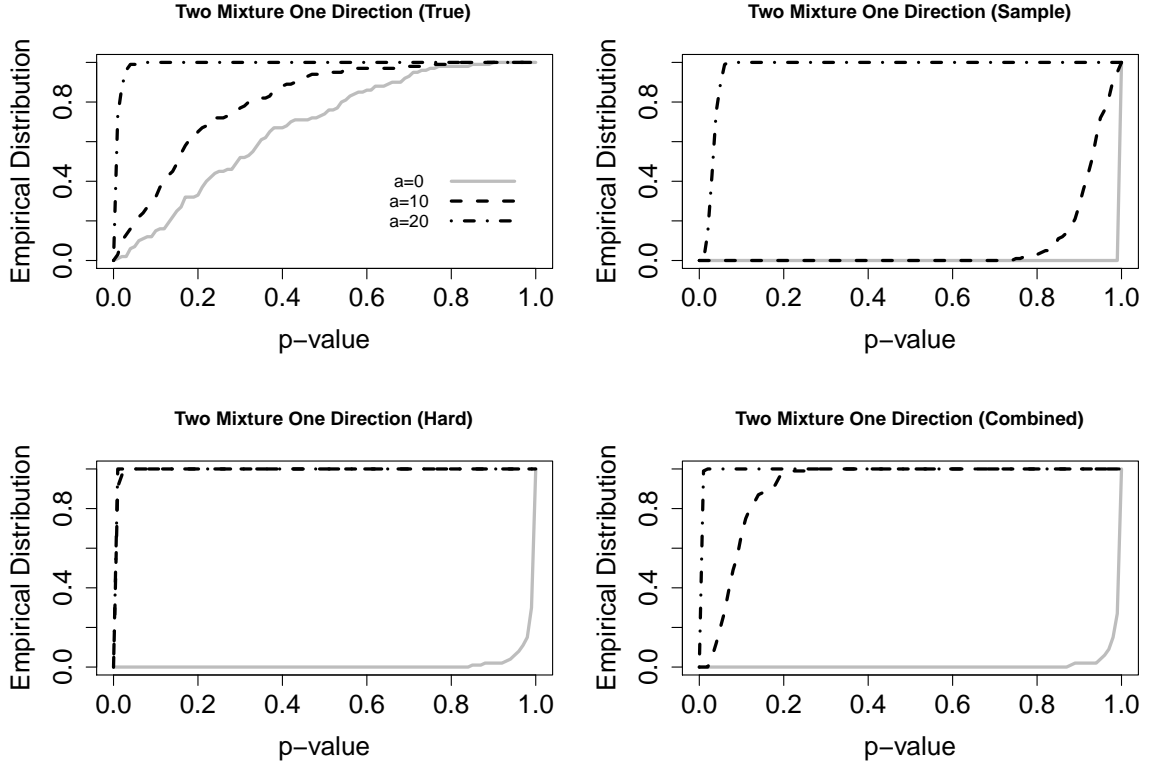 Two Mixture One Direction (True)
Empirical Distribution
0.0 0.4 0.8
a=0
a=10
a=20
0.0 0.2 0.4 0.6 0.8 1.0
p−value
Two Mixture One Direction (Sample)
Empirical Distribution
0.0 0.4 0.8
0.0 0.2 0.4 0.6 0.8 1.0
p−value
Two Mixture One Direction (Hard)
Empirical Distribution
0.0 0.4 0.8
0.0 0.2 0.4 0.6 0.8 1.0
p−value
Two Mixture One Direction (Combined)
Empirical Distribution
0.0 0.4 0.8
0.0 0.2 0.4 0.6 0.8 1.0
p−value